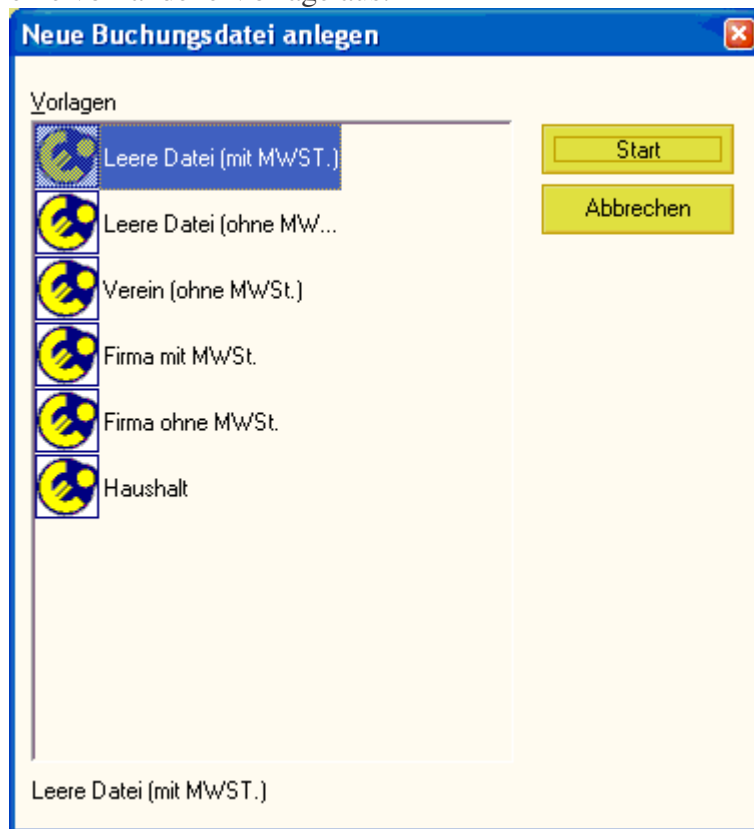 Neue Buchungsdatei anlegen
Vorlagen
Leere Datei (mit MWST.)
Leere Datei (ohne MW...
Verein (ohne MWSt.)
Firma mit MWSt.
Firma ohne MWSt.
Haushalt
Start
Abbrechen
Leere Datei (mit MWST.)